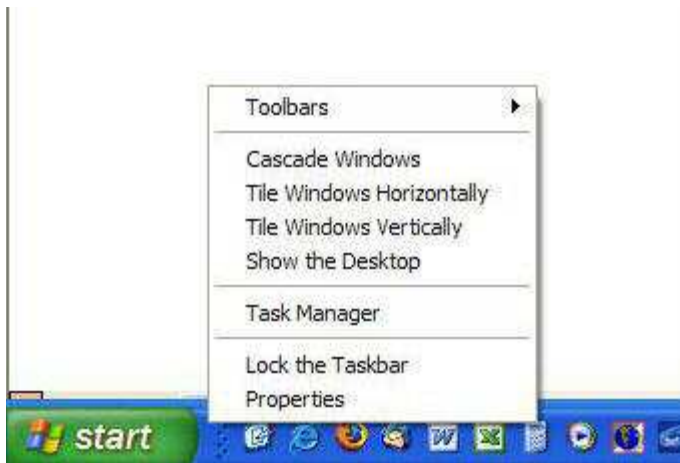 Toolbars
Cascade Windows
Tile Windows Horizontally
Tile Windows Vertically
Show the Desktop
Task Manager
Lock the Taskbar
Properties
start